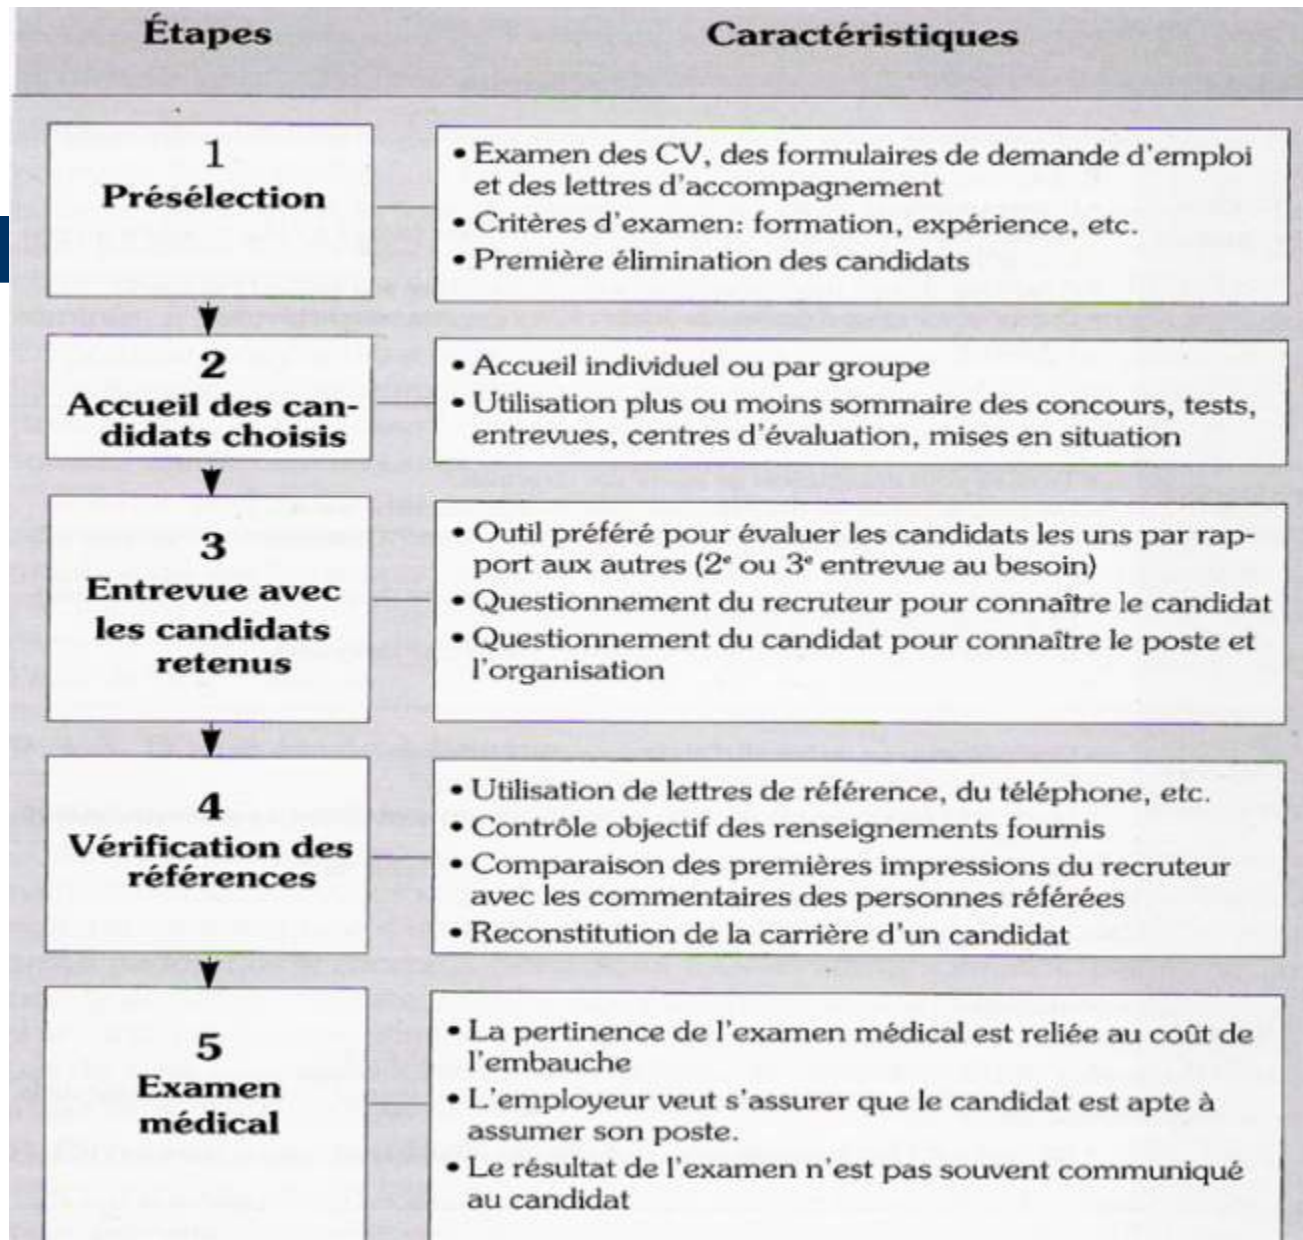 Étapes
Caractéristiques
1
Présélection
• Examen des CV, des formulaires de demande d'emploi
et des lettres d'accompagnement
• Critères d'examen: formation, expérience, etc.
• Première élimination des candidats
2
Accueil des can-
didats choisis
• Accueil individuel ou par groupe
• Utilisation plus ou moins sommaire des concours, tests,
entrevues, centres d'évaluation, mises en situation
3
Entrevue avec
les candidats
retenus
• Outil préféré pour évaluer les candidats les uns par rap-
port aux autres (2e ou 3e entrevue au besoin)
• Questionnement du recruteur pour connaître le candidat
• Questionnement du candidat pour connaître le poste et
l'organisation
4
Vérification des
références
• Utilisation de lettres de référence, du téléphone, etc.
• Contrôle objectif des renseignements fournis
• Comparaison des premières impressions du recruteur
avec les commentaires des personnes référées
• Reconstitution de la carrière d'un candidat
5
Examen
médical
• La pertinence de l'examen médical est reliée au coût de
l'embauche
• L'employeur veut s'assurer que le candidat est apte à
assumer son poste.
• Le résultat de l'examen n'est pas souvent communiqué
au candidat